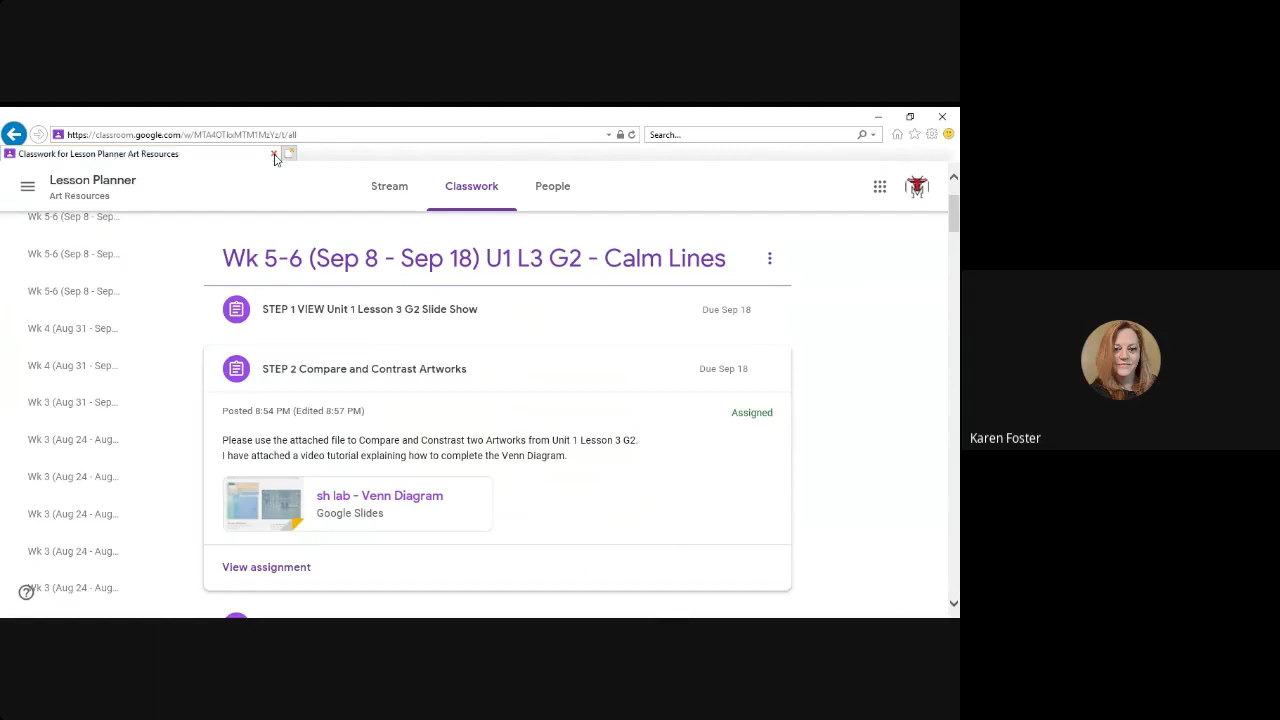 https://classroom.google.com/w/MTA4OTkxMTM1MzYz/t/all
Search...
Classwork for Lesson Planner Art Resources
Lesson Planner
Art Resources
Stream
Classwork
People
Wk 5-6 (Sep 8 - Sep...
Wk 5-6 (Sep 8 - Sep...
Wk 5-6 (Sep 8 - Sep...
Wk 4 (Aug 31 - Sep...
Wk 4 (Aug 31 - Sep...
Wk 3 (Aug 31 - Sep...
Wk 3 (Aug 24 - Aug...
Wk 3 (Aug 24 - Aug...
Wk 3 (Aug 24 - Aug...
Wk 3 (Aug 24 - Aug...
Wk 3 (Aug 24 - Aug...
Wk 5-6 (Sep 8 - Sep 18) U1 L3 G2 - Calm Lines
STEP 1 VIEW Unit 1 Lesson 3 G2 Slide Show
Due Sep 18
STEP 2 Compare and Contrast Artworks
Due Sep 18
Posted 8:54 PM (Edited 8:57 PM)
Assigned
Please use the attached file to Compare and Constrast two Artworks from Unit 1 Lesson 3 G2.
I have attached a video tutorial explaining how to complete the Venn Diagram.
sh lab - Venn Diagram
Google Slides
View assignment
Karen Foster